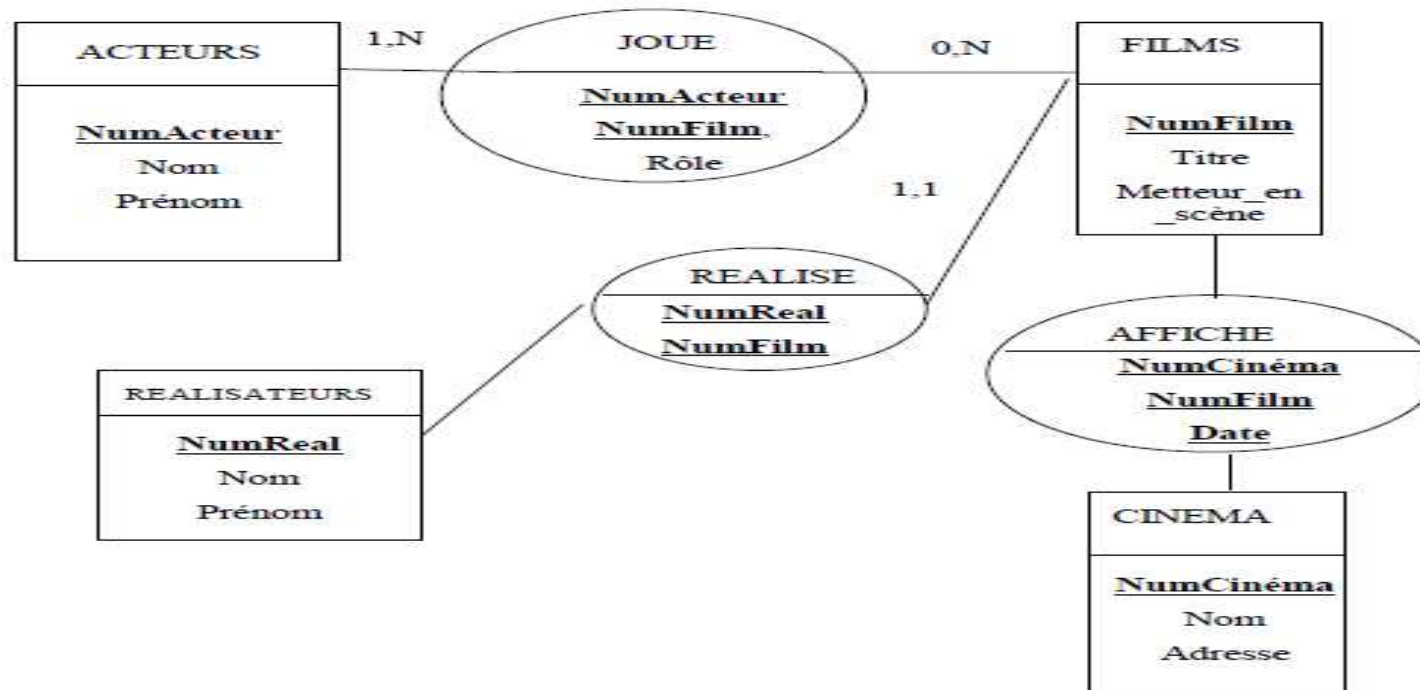 ACTEURS
NumActeur
Nom
Prénom
1,N
JOUE
NumActeur
NumFilm,
Rôle
0,N
FILMS
NumFilm
Titre
Metteur_en
_scène
1,1
REALISE
NumReal
NumFilm
REALISATEURS
NumReal
Nom
Prénom
AFFICHE
NumCinéma
NumFilm
Date
CINEMA
NumCinéma
Nom
Adresse